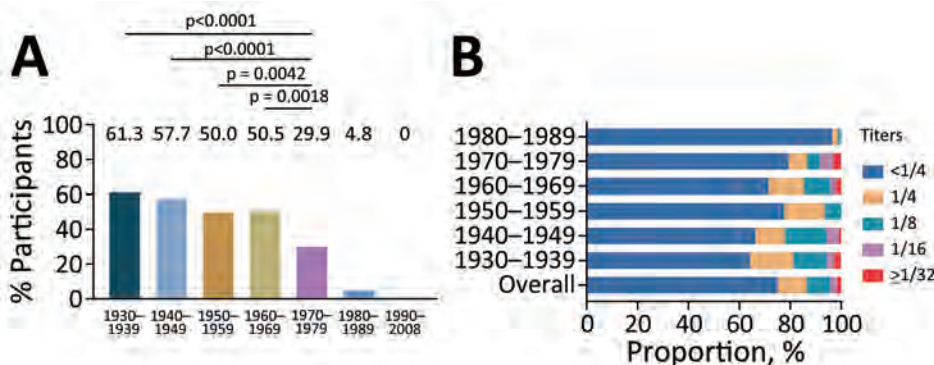 A
p<0.0001
p<0.0001
p = 0.0042
p = 0.0018
61.3 57.7 50.0 50.5 29.9 4.8 0
% Participants
100
80
60
40
20
0
1930–1939
1940–1949
1950–1959
1960–1969
1970–1979
1980–1989
1990–2008
B
1980–1989
1970–1979
1960–1969
1950–1959
1940–1949
1930–1939
Overall
0 20 40 60 80 100
Proportion, %
Titers
<1/4
1/4
1/8
1/16
≥1/32